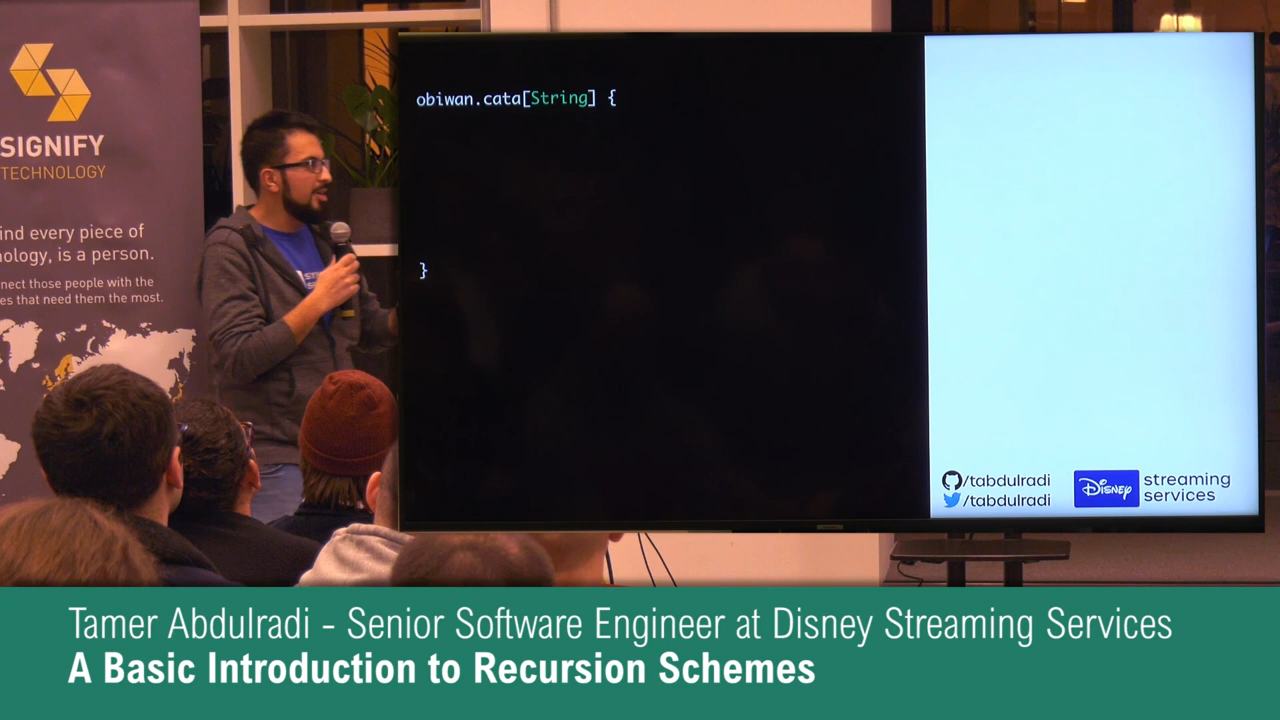 SIGNIFY
TECHNOLOGY
ind every piece of
nology, is a person.
nect those people with the
es that need them the most.
obiwan.cata[String] {
}
/tabdulradi
/tabdulradi
Disney streaming
services
Tamer Abdulradi - Senior Software Engineer at Disney Streaming Services
A Basic Introduction to Recursion Schemes